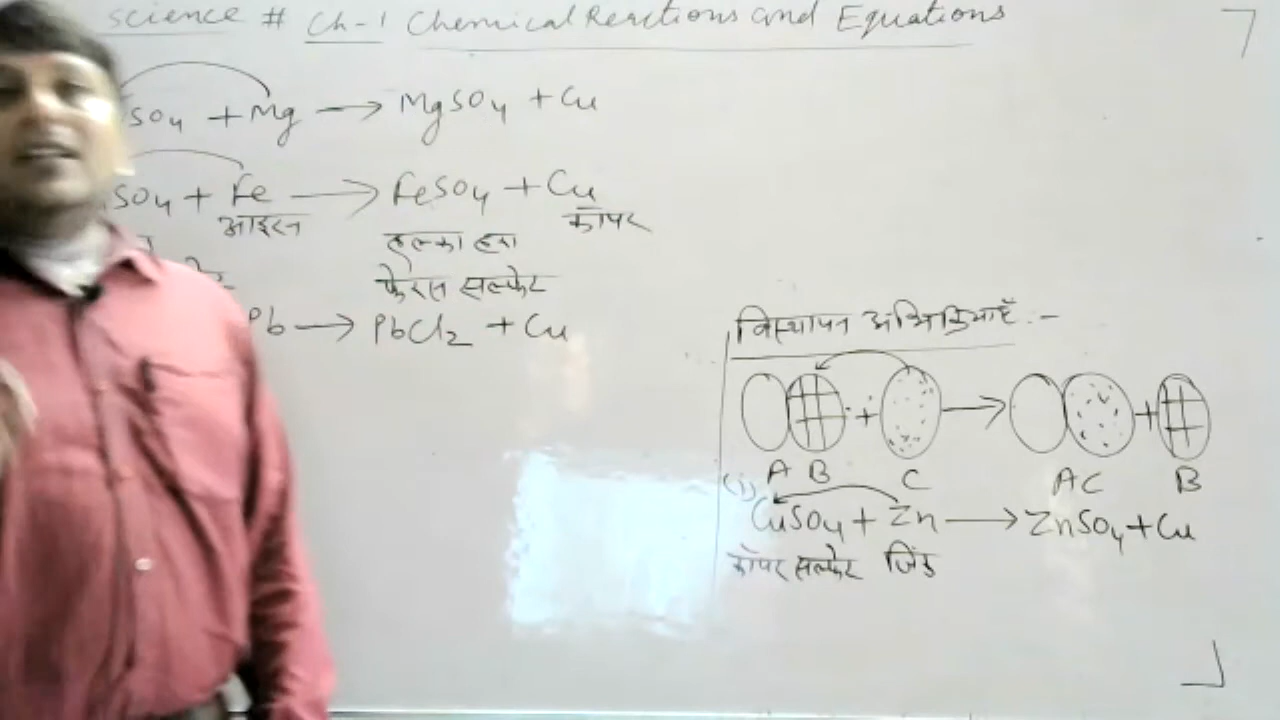 science # Ch-1 Chemical Reactions and Equations
SO4 + Mg → MgSO4 + Cu
SO4 + Fe → FeSO4 + Cu
आइरन कॉपर
हल्का हरा
फेरस सल्फेट
Pb → PbCl2 + Cu
विस्थापन अभिक्रियाएँ :-
+ → +
A B C AC B
(i)
CuSO4 + Zn → ZnSO4 + Cu
कॉपर सल्फेट जिंक